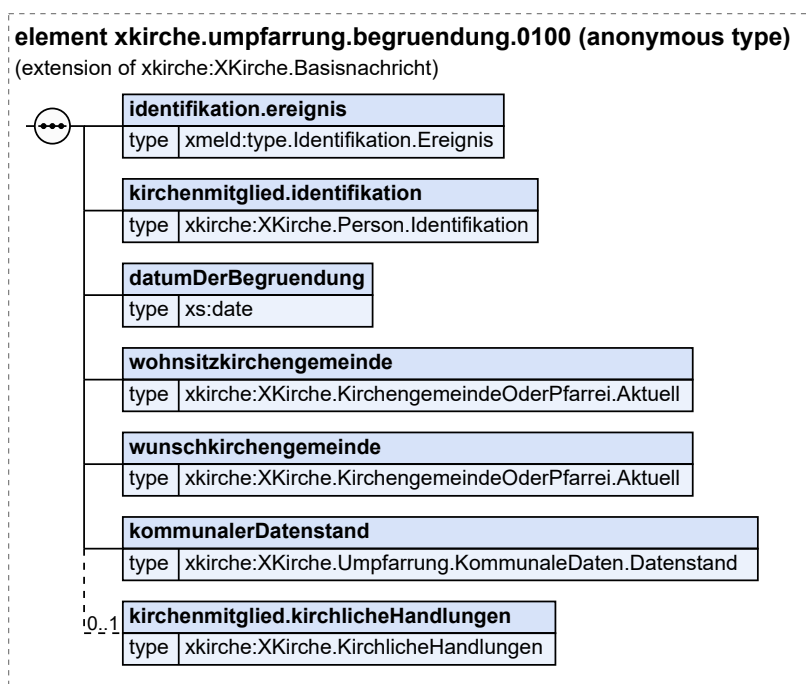 element xkirche.umpfarrung.begruendung.0100 (anonymous type)
(extension of xkirche:XKirche.Basisnachricht)
identifikation.ereignis
type xmeld:type.Identifikation.Ereignis
kirchenmitglied.identifikation
type xkirche:XKirche.Person.Identifikation
datumDerBegruendung
type xs:date
wohnsitzkirchengemeinde
type xkirche:XKirche.KirchengemeindeOderPfarrei.Aktuell
wunschkirchengemeinde
type xkirche:XKirche.KirchengemeindeOderPfarrei.Aktuell
kommunalerDatenstand
type xkirche:XKirche.Umpfarrung.KommunaleDaten.Datenstand
0..1 kirchenmitglied.kirchlicheHandlungen
type xkirche:XKirche.KirchlicheHandlungen